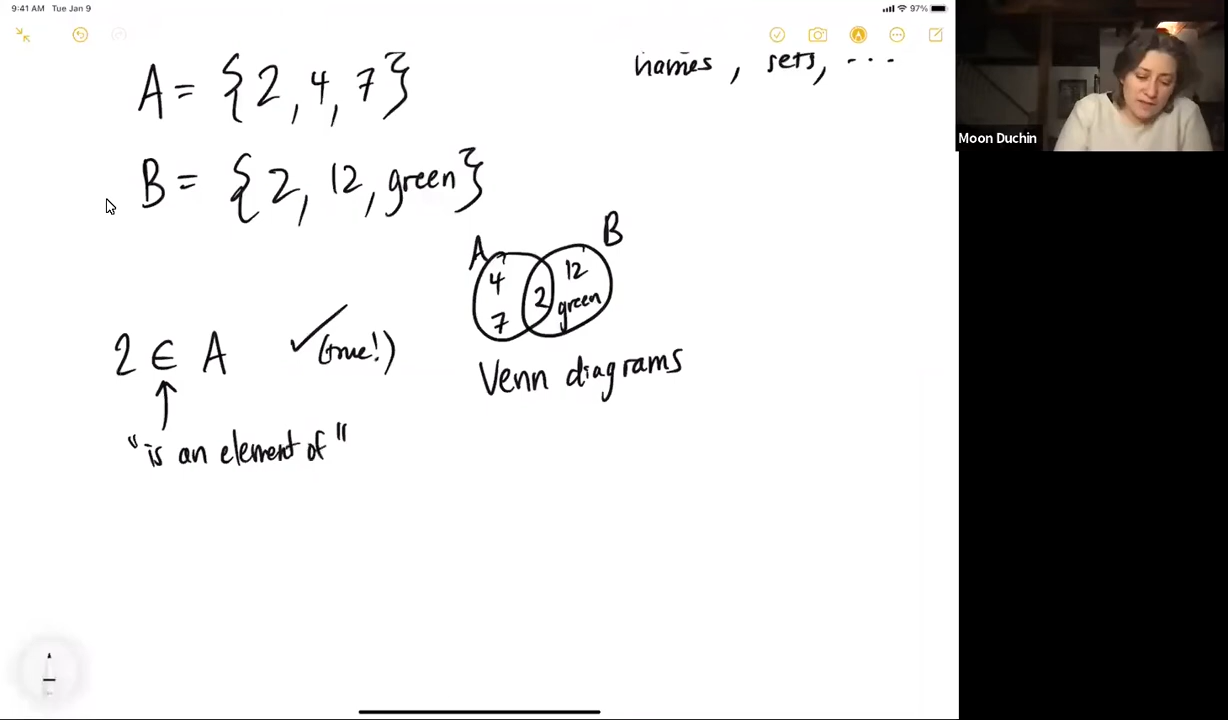 9:41 AM Tue Jan 9
97%
A = {2, 4, 7}
names, sets, ...
Moon Duchin
B = {2, 12, green}
A
B
4
12
2
green
7
2 ∈ A ✓ (true!)
Venn diagrams
↑
"is an element of"